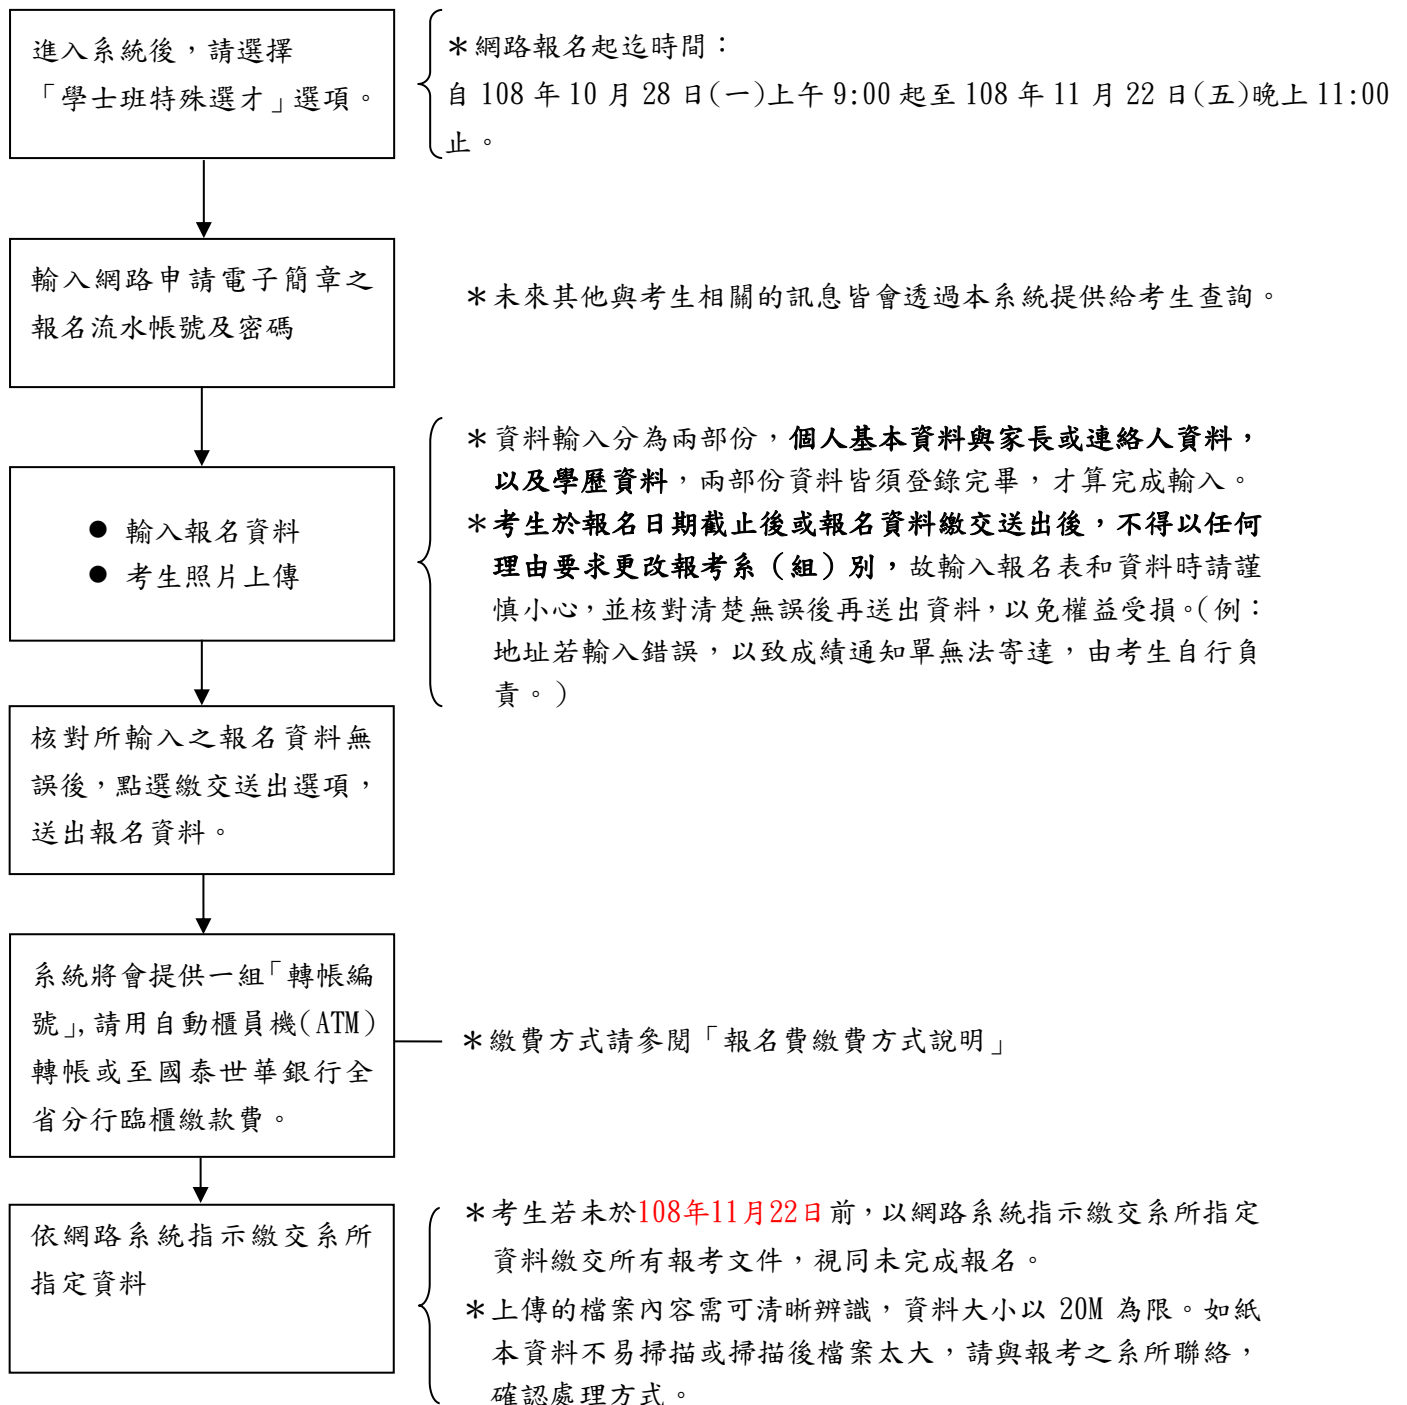 進入系統後，請選擇
「學士班特殊選才」選項。
＊網路報名起迄時間：
自 108 年 10 月 28 日(一)上午 9:00 起至 108 年 11 月 22 日(五)晚上 11:00
止。
輸入網路申請電子簡章之
報名流水帳號及密碼
＊未來其他與考生相關的訊息皆會透過本系統提供給考生查詢。
● 輸入報名資料
● 考生照片上傳
＊資料輸入分為兩部份，個人基本資料與家長或連絡人資料，
以及學歷資料，兩部份資料皆須登錄完畢，才算完成輸入。
＊考生於報名日期截止後或報名資料繳交送出後，不得以任何
理由要求更改報考系（組）別，故輸入報名表和資料時請謹
慎小心，並核對清楚無誤後再送出資料，以免權益受損。(例：
地址若輸入錯誤，以致成績通知單無法寄達，由考生自行負
責。)
核對所輸入之報名資料無
誤後，點選繳交送出選項，
送出報名資料。
系統將會提供一組「轉帳編
號」,請用自動櫃員機(ATM)
轉帳或至國泰世華銀行全
省分行臨櫃繳款費。
＊繳費方式請參閱「報名費繳費方式說明」
依網路系統指示繳交系所
指定資料
＊考生若未於108年11月22日前，以網路系統指示繳交系所指定
資料繳交所有報考文件，視同未完成報名。
＊上傳的檔案內容需可清晰辨識，資料大小以 20M 為限。如紙
本資料不易掃描或掃描後檔案太大，請與報考之系所聯絡，
確認處理方式。